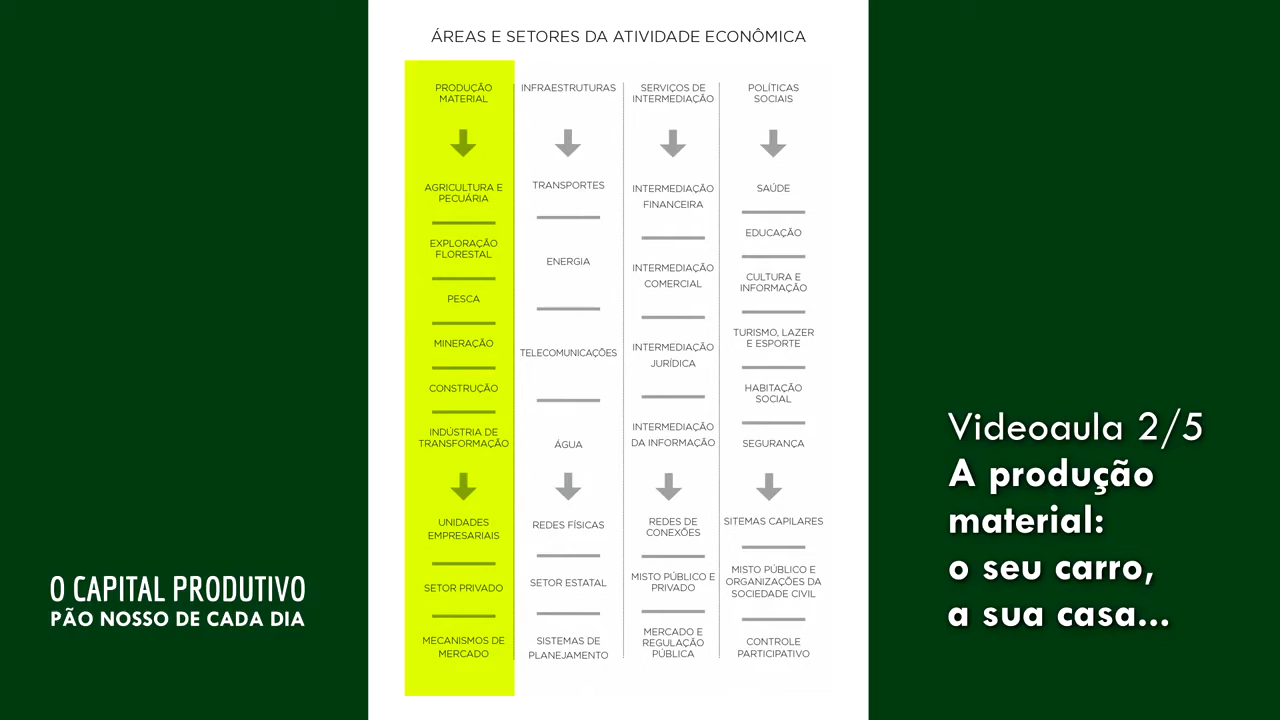 ÁREAS E SETORES DA ATIVIDADE ECONÔMICA
PRODUÇÃO
MATERIAL
AGRICULTURA E
PECUÁRIA
EXPLORAÇÃO
FLORESTAL
PESCA
MINERAÇÃO
CONSTRUÇÃO
INDÚSTRIA DE
TRANSFORMAÇÃO
UNIDADES
EMPRESARIAIS
SETOR PRIVADO
MECANISMOS DE
MERCADO
INFRAESTRUTURAS
TRANSPORTES
ENERGIA
TELECOMUNICAÇÕES
ÁGUA
REDES FÍSICAS
SETOR ESTATAL
SISTEMAS DE
PLANEJAMENTO
SERVIÇOS DE
INTERMEDIAÇÃO
INTERMEDIAÇÃO
FINANCEIRA
INTERMEDIAÇÃO
COMERCIAL
INTERMEDIAÇÃO
JURÍDICA
INTERMEDIAÇÃO
DA INFORMAÇÃO
REDES DE
CONEXÕES
MISTO PÚBLICO E
PRIVADO
MERCADO E
REGULAÇÃO
PÚBLICA
POLÍTICAS
SOCIAIS
SAÚDE
EDUCAÇÃO
CULTURA E
INFORMAÇÃO
TURISMO, LAZER
E ESPORTE
HABITAÇÃO
SOCIAL
SEGURANÇA
SITEMAS CAPILARES
MISTO PÚBLICO E
ORGANIZAÇÕES DA
SOCIEDADE CIVIL
CONTROLE
PARTICIPATIVO
O CAPITAL PRODUTIVO
PÃO NOSSO DE CADA DIA
Videoaula 2/5
A produção
material:
o seu carro,
a sua casa...